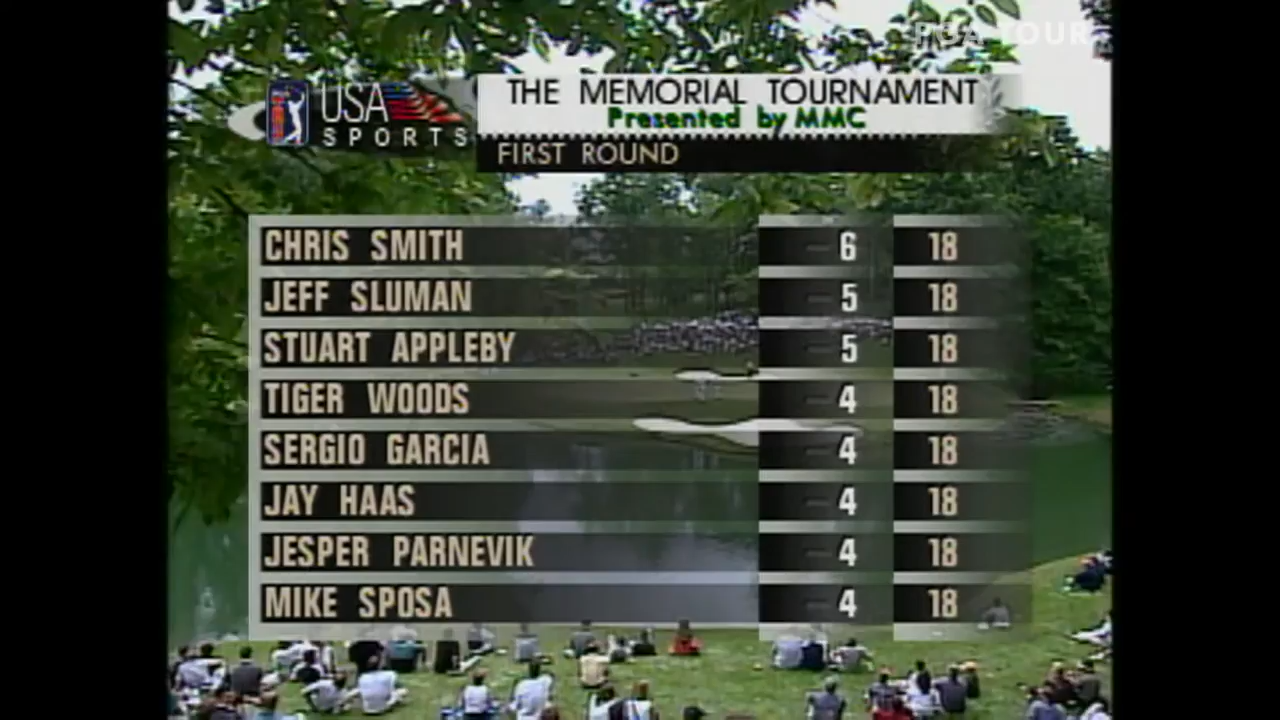 PGA TOUR
USA
SPORTS
THE MEMORIAL TOURNAMENT
Presented by MMC
FIRST ROUND
CHRIS SMITH - 6 18
JEFF SLUMAN - 5 18
STUART APPLEBY - 5 18
TIGER WOODS - 4 18
SERGIO GARCIA - 4 18
JAY HAAS - 4 18
JESPER PARNEVIK - 4 18
MIKE SPOSA - 4 18